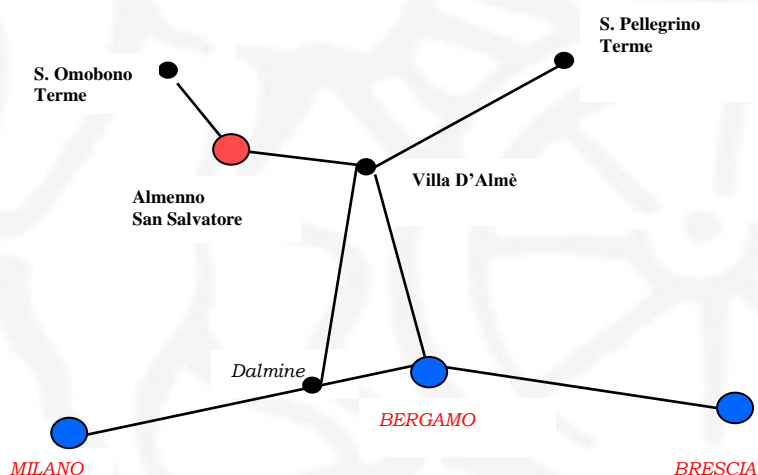 S. Pellegrino
Terme
S. Omobono
Terme
Villa D'Almè
Almenno
San Salvatore
Dalmine
BERGAMO
MILANO
BRESCIA